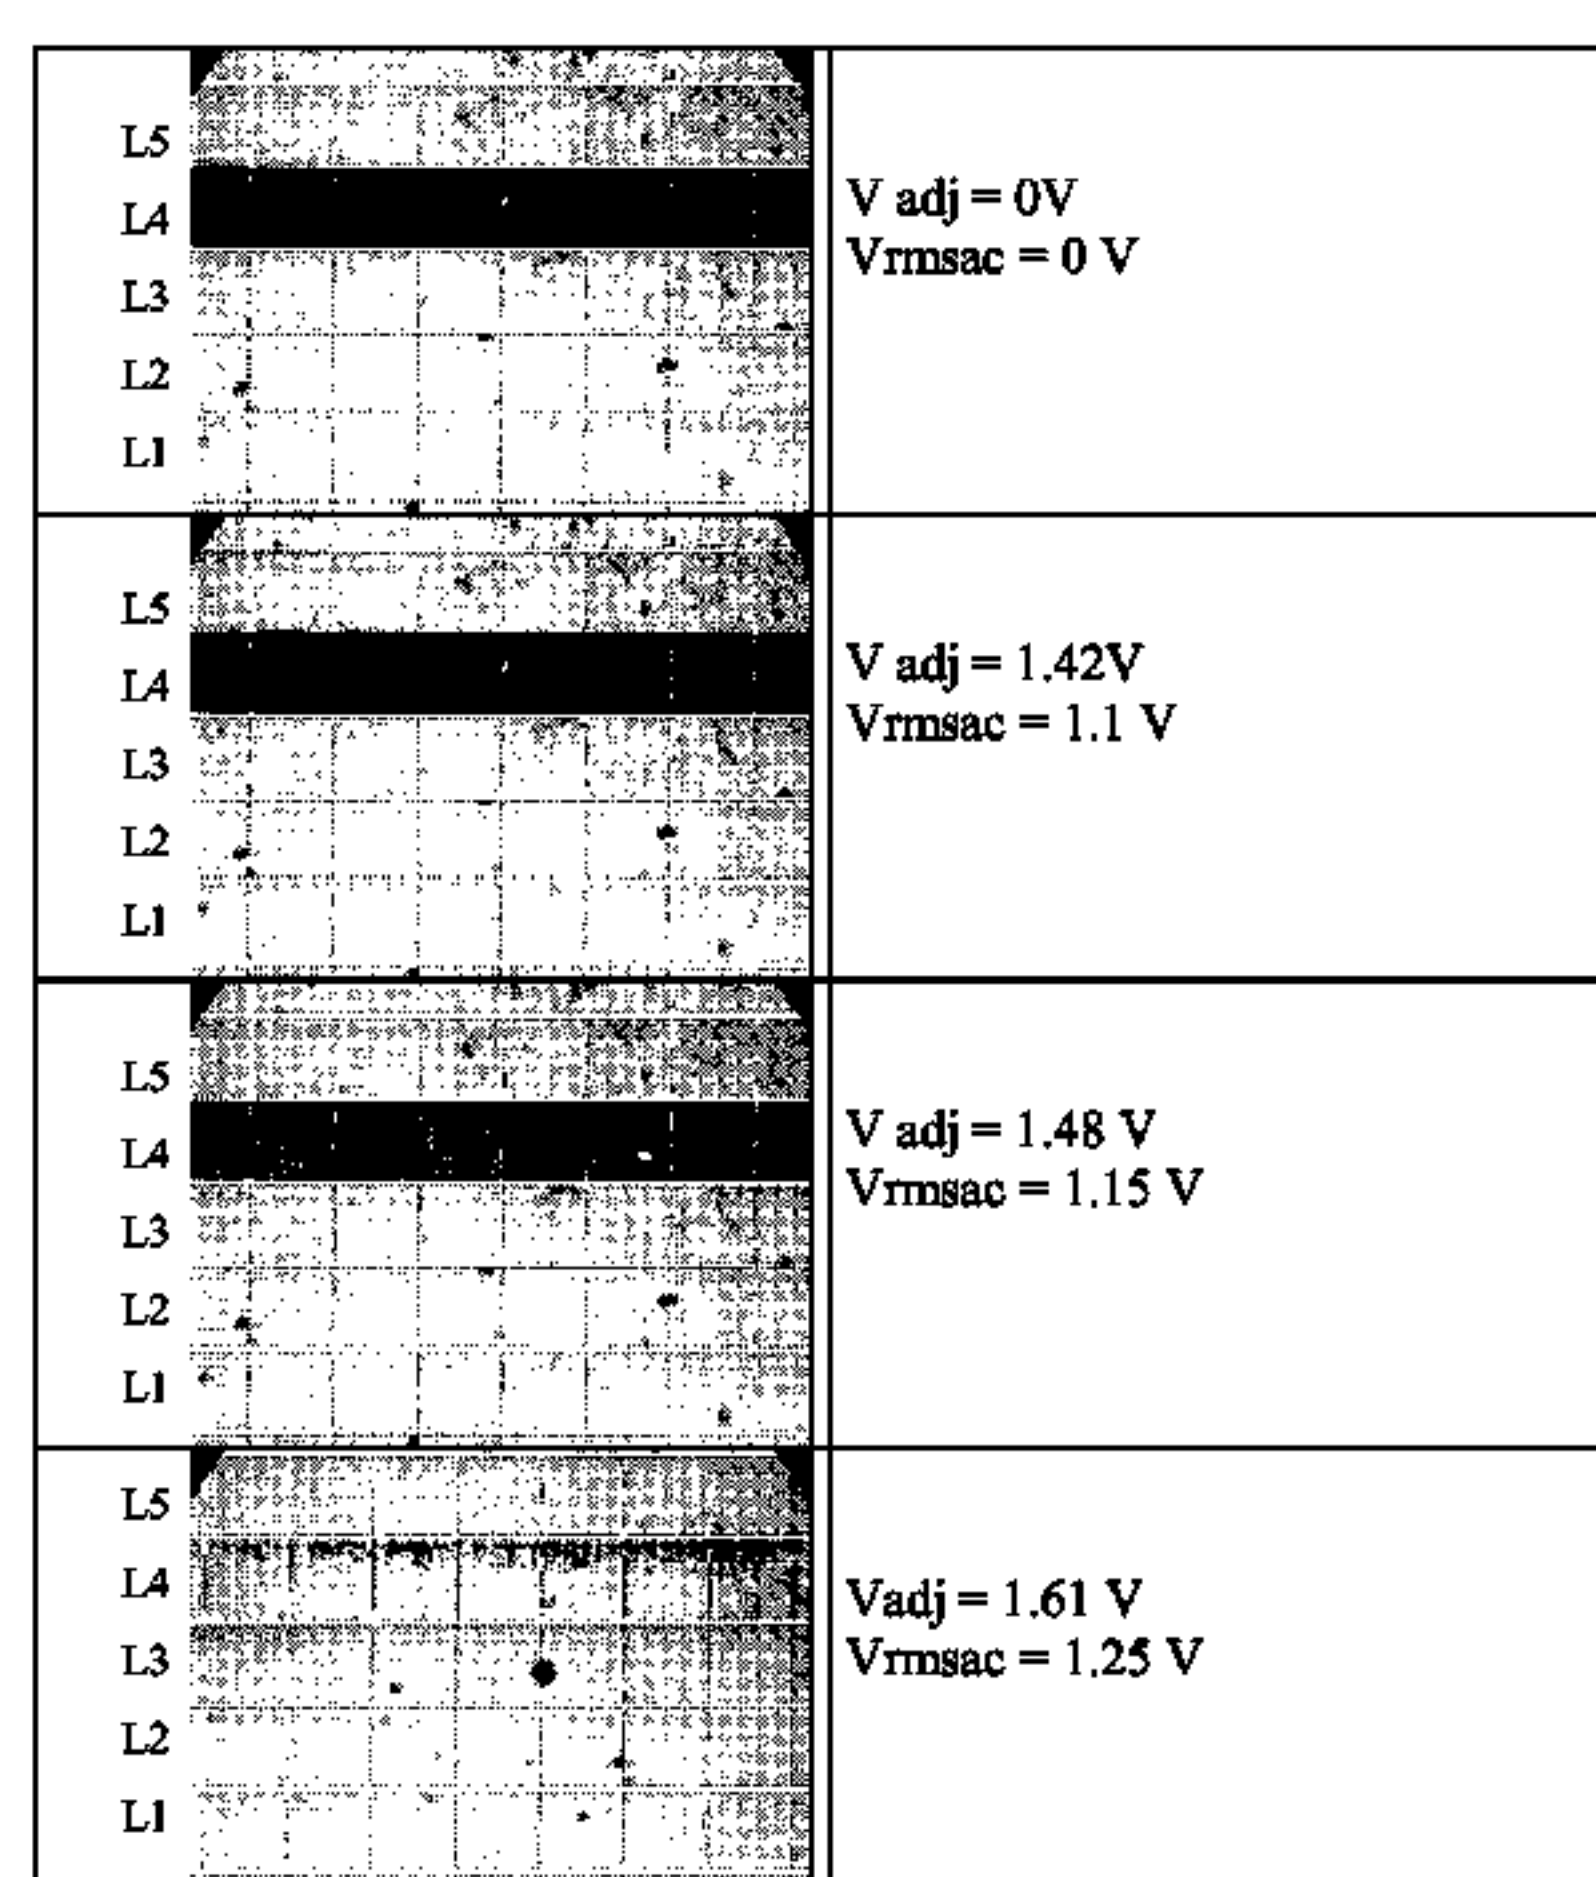 L5
L4
L3
L2
L1
V adj = 0V
Vrmsac = 0 V
L5
L4
L3
L2
L1
V adj = 1.42V
Vrmsac = 1.1 V
L5
L4
L3
L2
L1
V adj = 1.48 V
Vrmsac = 1.15 V
L5
L4
L3
L2
L1
Vadj = 1.61 V
Vrmsac = 1.25 V